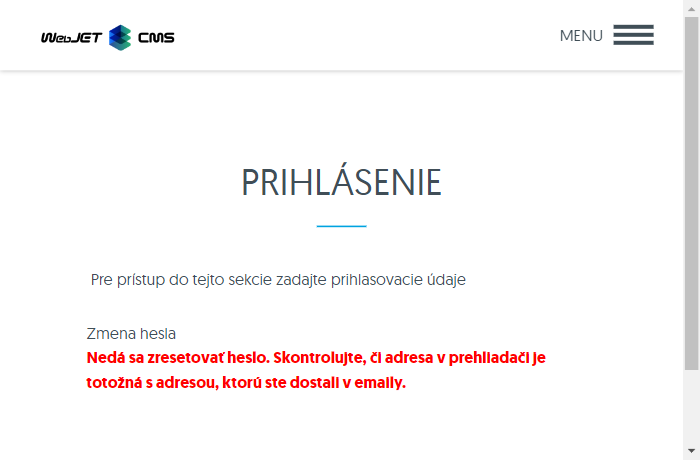 WebJET CMS
MENU
PRIHLÁSENIE
Pre prístup do tejto sekcie zadajte prihlasovacie údaje
Zmena hesla
Nedá sa zresetovať heslo. Skontrolujte, či adresa v prehliadači je
totožná s adresou, ktorú ste dostali v emaily.